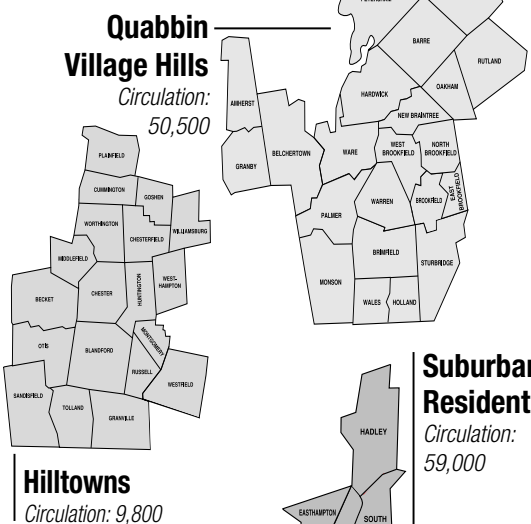 Quabbin
Village Hills
Circulation:
50,500
BARRE
RUTLAND
HARDWICK
OAKHAM
NEW BRAINTREE
AMHERST
GRANBY
BELCHERTOWN
WARE
WEST
BROOKFIELD
NORTH
BROOKFIELD
PALMER
WARREN
BROOKFIELD
EAST
BROOKFIELD
BRIMFIELD
STURBRIDGE
MONSON
WALES
HOLLAND
PLAINFIELD
CUMMINGTON
GOSHEN
WORTHINGTON
CHESTERFIELD
WILLIAMSBURG
MIDDLEFIELD
BECKET
CHESTER
HUNTINGTON
WEST-
HAMPTON
OTIS
BLANDFORD
MONTGOMERY
RUSSELL
WESTFIELD
SANDISFIELD
TOLLAND
GRANVILLE
Hilltowns
Circulation: 9,800
Suburban
Resident
Circulation:
59,000
HADLEY
EASTHAMPTON
SOUTH